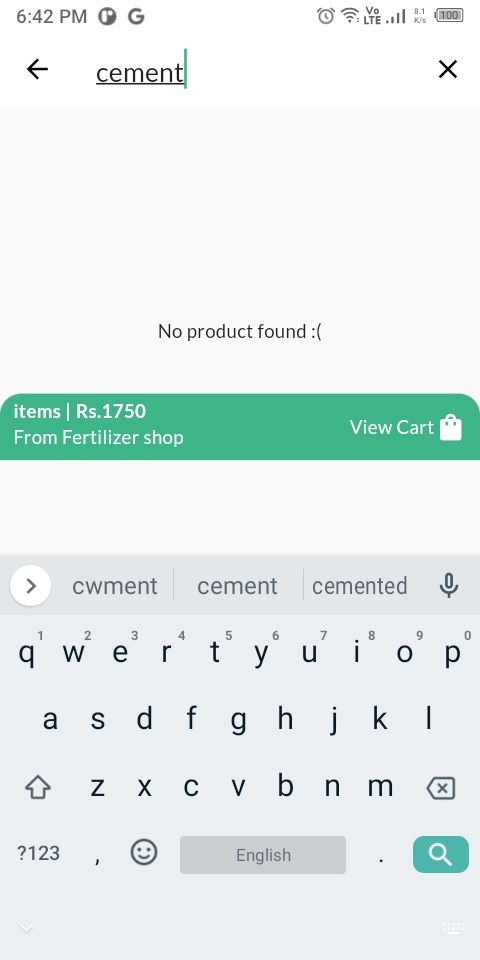 6:42 PM Vo LTE 8.1 K/s 100
cement
No product found :(
items | Rs.1750
From Fertilizer shop
View Cart
cwment cement cemented
1 2 3 4 5 6 7 8 9 0
q w e r t y u i o p
a s d f g h j k l
z x c v b n m
?123 , English .